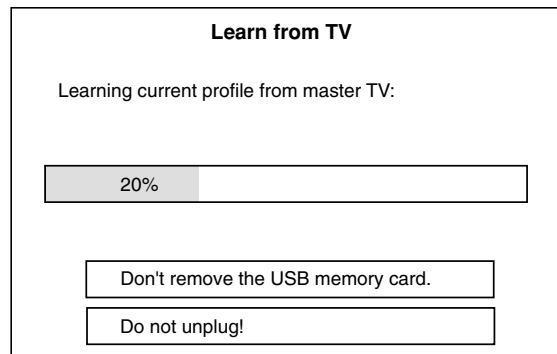 Learn from TV
Learning current profile from master TV:
20%
Don't remove the USB memory card.
Do not unplug!